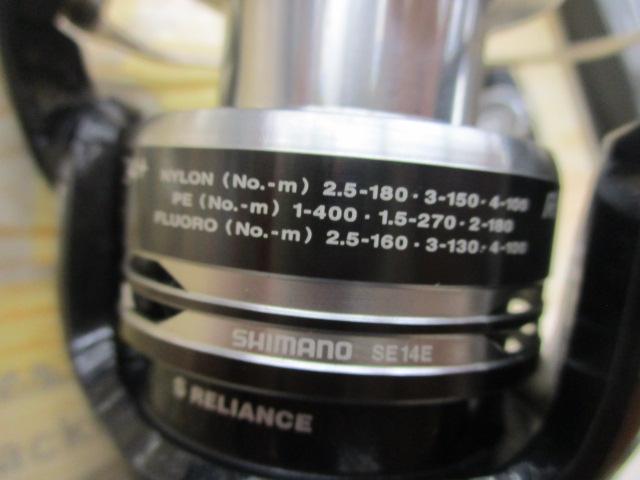 NYLON (No.-m) 2.5-180・3-150・4-100
PE (No.-m) 1-400・1.5-270・2-180
FLUORO (No.-m) 2.5-160・3-130・4-100
SHIMANO SE14E
S RELIANCE